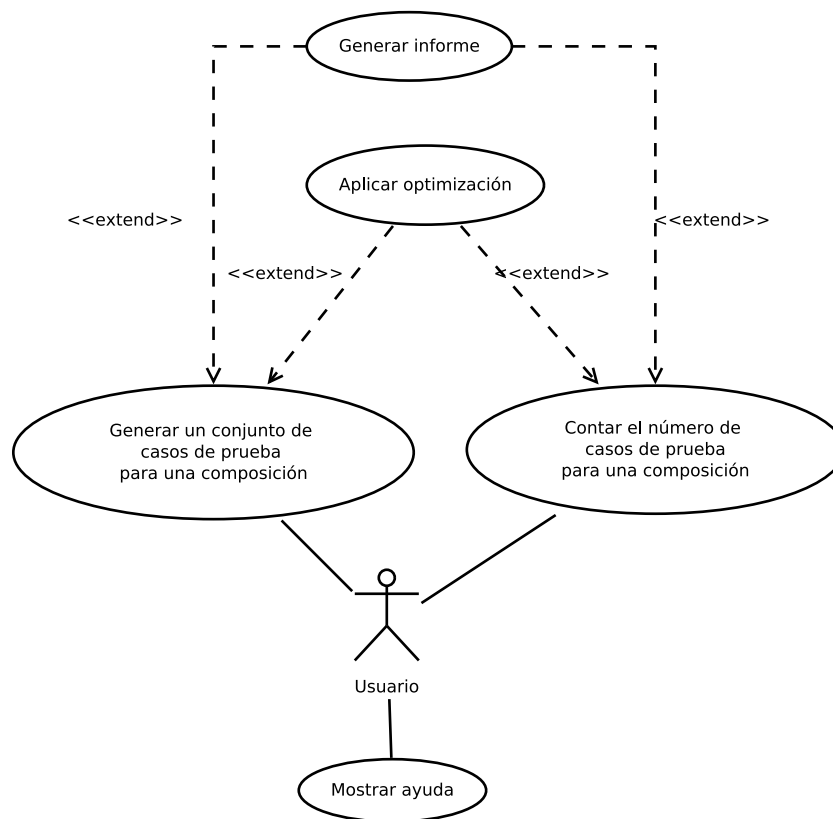 Generar informe
Aplicar optimización
<<extend>>
<<extend>>
<<extend>>
<<extend>>
Generar un conjunto de
casos de prueba
para una composición
Contar el número de
casos de prueba
para una composición
Usuario
Mostrar ayuda